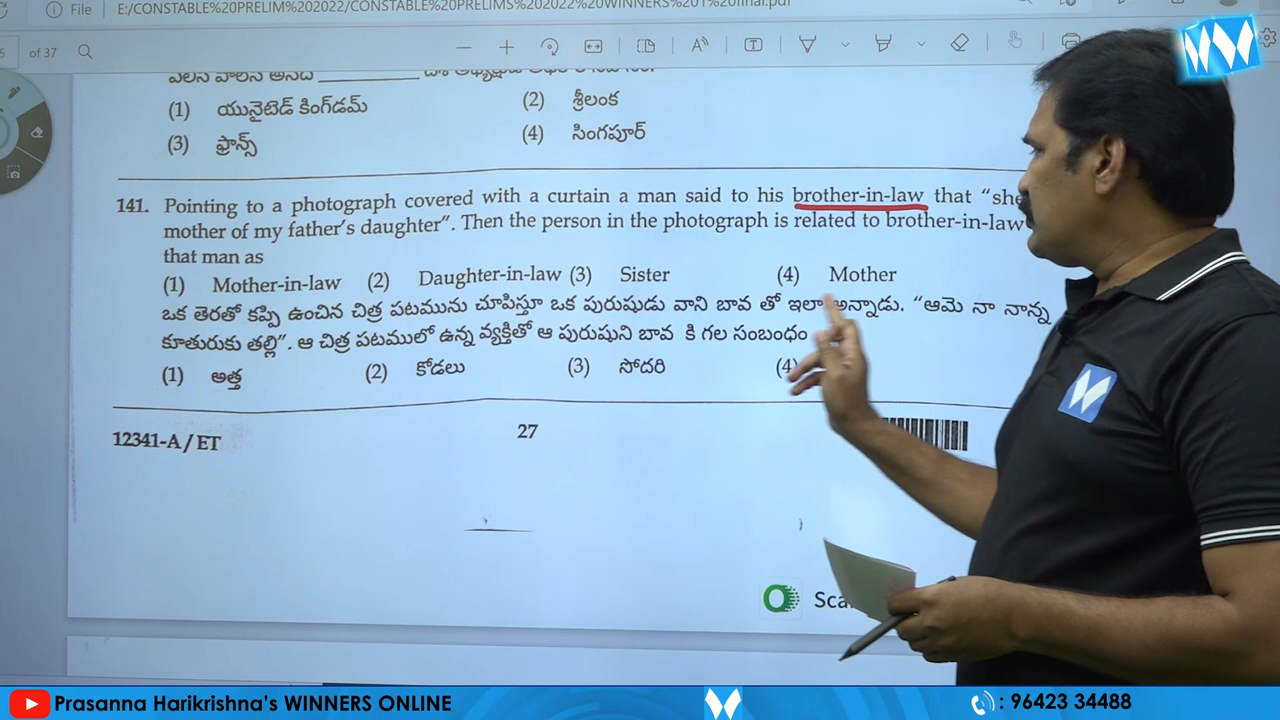 File
E:/CONSTABLE%20PRELIM%202022/CONSTABLE%20PRELIMS%202022%20WINNERS%20T%20final.pdf
5 of 37
(1) యునైటెడ్ కింగ్‌డమ్ (2) శ్రీలంక
(3) ఫ్రాన్స్ (4) సింగపూర్
141. Pointing to a photograph covered with a curtain a man said to his brother-in-law that “she
mother of my father’s daughter”. Then the person in the photograph is related to brother-in-law
that man as
(1) Mother-in-law (2) Daughter-in-law (3) Sister (4) Mother
ఒక తెరతో కప్పి ఉంచిన చిత్ర పటమును చూపిస్తూ ఒక పురుషుడు వాని బావ తో ఇలా అన్నాడు. “ఆమె నా నాన్న
కూతురుకు తల్లి”. ఆ చిత్ర పటములో ఉన్న వ్యక్తితో ఆ పురుషుని బావ కి గల సంబంధం
(1) అత్త (2) కోడలు (3) సోదరి (4)
12341-A/ET
27
Prasanna Harikrishna’s WINNERS ONLINE
: 96423 34488